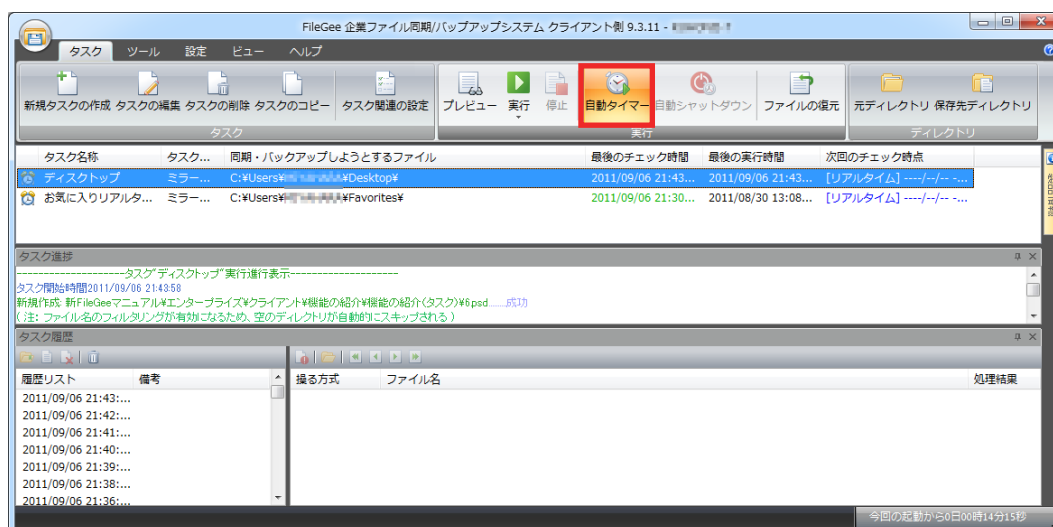 FileGee 企業ファイル同期/バップアップシステム クライアント側 9.3.11 -
タスク ツール 設定 ビュー ヘルプ
新規タスクの作成 タスクの編集 タスクの削除 タスクのコピー タスク関連の設定 プレビュー 実行 停止 自動タイマー 自動シャットダウン ファイルの復元 元ディレクトリ 保存先ディレクトリ
タスク 実行 ディレクトリ
タスク名称 タスク... 同期・バックアップしようとするファイル 最後のチェック時間 最後の実行時間 次回のチェック時点
ディスクトップ ミラー... C:¥Users¥ ¥Desktop¥ 2011/09/06 21:43... 2011/09/06 21:43... [リアルタイム] ----/--/-- -...
お気に入りリアルタ... ミラー... C:¥Users¥ ¥Favorites¥ 2011/09/06 21:30... 2011/08/30 13:08... [リアルタイム] ----/--/-- -...
タスク進捗
--------------------タスク"ディスクトップ"実行進行表示--------------------
タスク開始時間2011/09/06 21:43:58
新規作成: 新FileGeeマニュアル¥エンタープライズ¥クライアント¥機能の紹介¥機能の紹介(タスク)¥6.psd......成功
(注: ファイル名のフィルタリングが有効になるため、空のディレクトリが自動的にスキップされる)
タスク履歴
履歴リスト 備考 操る方式 ファイル名 処理結果
2011/09/06 21:43:...
2011/09/06 21:42:...
2011/09/06 21:41:...
2011/09/06 21:40:...
2011/09/06 21:39:...
2011/09/06 21:38:...
2011/09/06 21:36:...
今回の起動から0日00時14分15秒